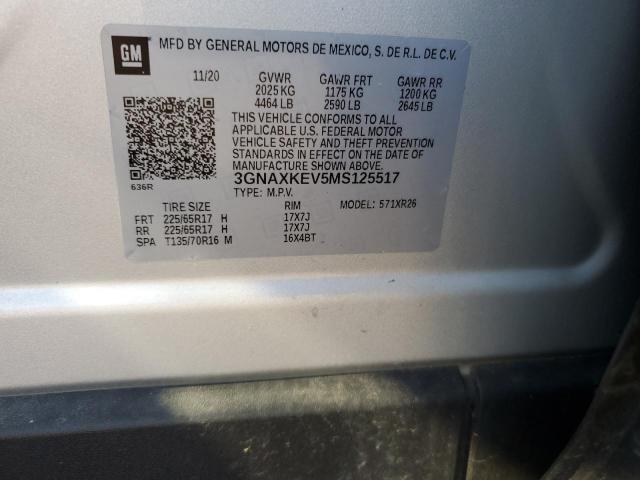 GM
MFD BY GENERAL MOTORS DE MEXICO, S. DE R.L. DE C.V.
11/20 GVWR GAWR FRT GAWR RR
2025 KG 1175 KG 1200 KG
4464 LB 2590 LB 2645 LB
THIS VEHICLE CONFORMS TO ALL
APPLICABLE U.S. FEDERAL MOTOR
VEHICLE SAFETY AND THEFT PREVENTION
STANDARDS IN EFFECT ON THE DATE OF
MANUFACTURE SHOWN ABOVE.
3GNAXKEV5MS125517
636R
TYPE: M.P.V. MODEL: 571XR26
TIRE SIZE RIM
FRT 225/65R17 H 17X7J
RR 225/65R17 H 17X7J
SPA T135/70R16 M 16X4BT